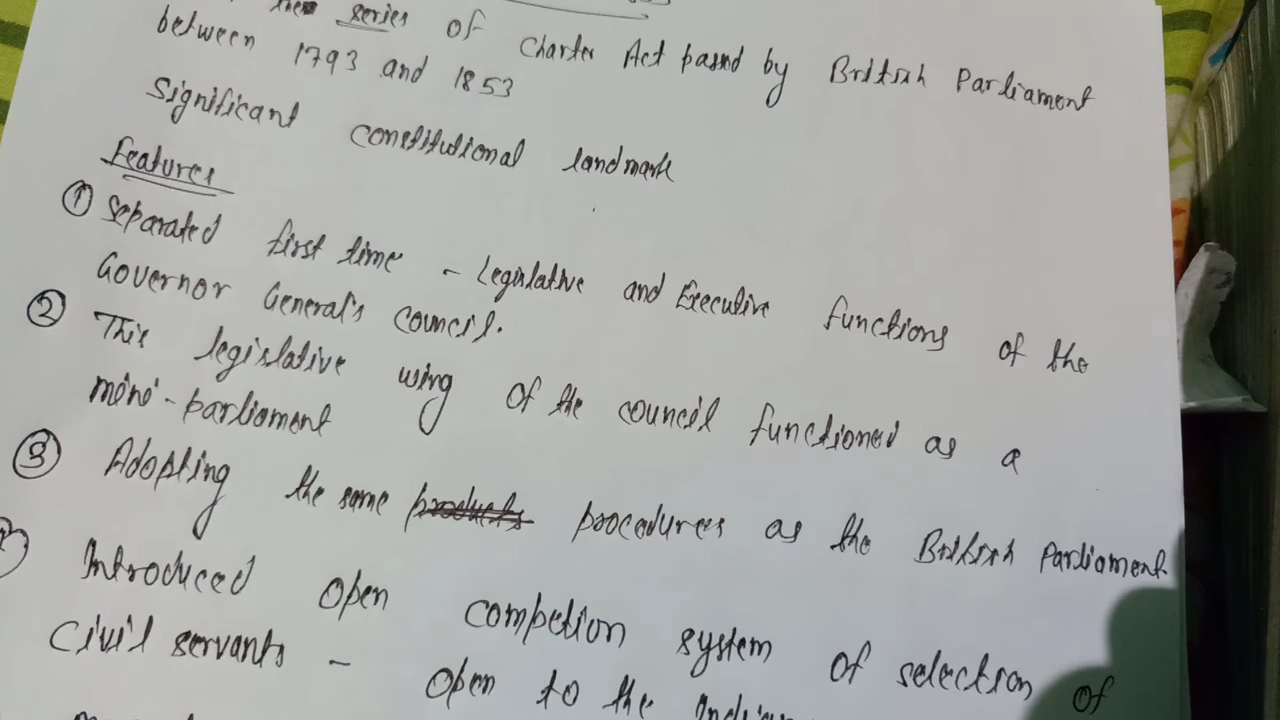 the series of Charter Act passed by British Parliament
between 1793 and 1853
Significant constitutional landmark
Features
① Separated first time - Legislative and Executive functions of the
Governor General's council.
② This legislative wing of the council functioned as a
mini-parliament
③ Adopting the same products procedures as the British Parliament
Introduced open competion system of selection of
civil servants - open to the